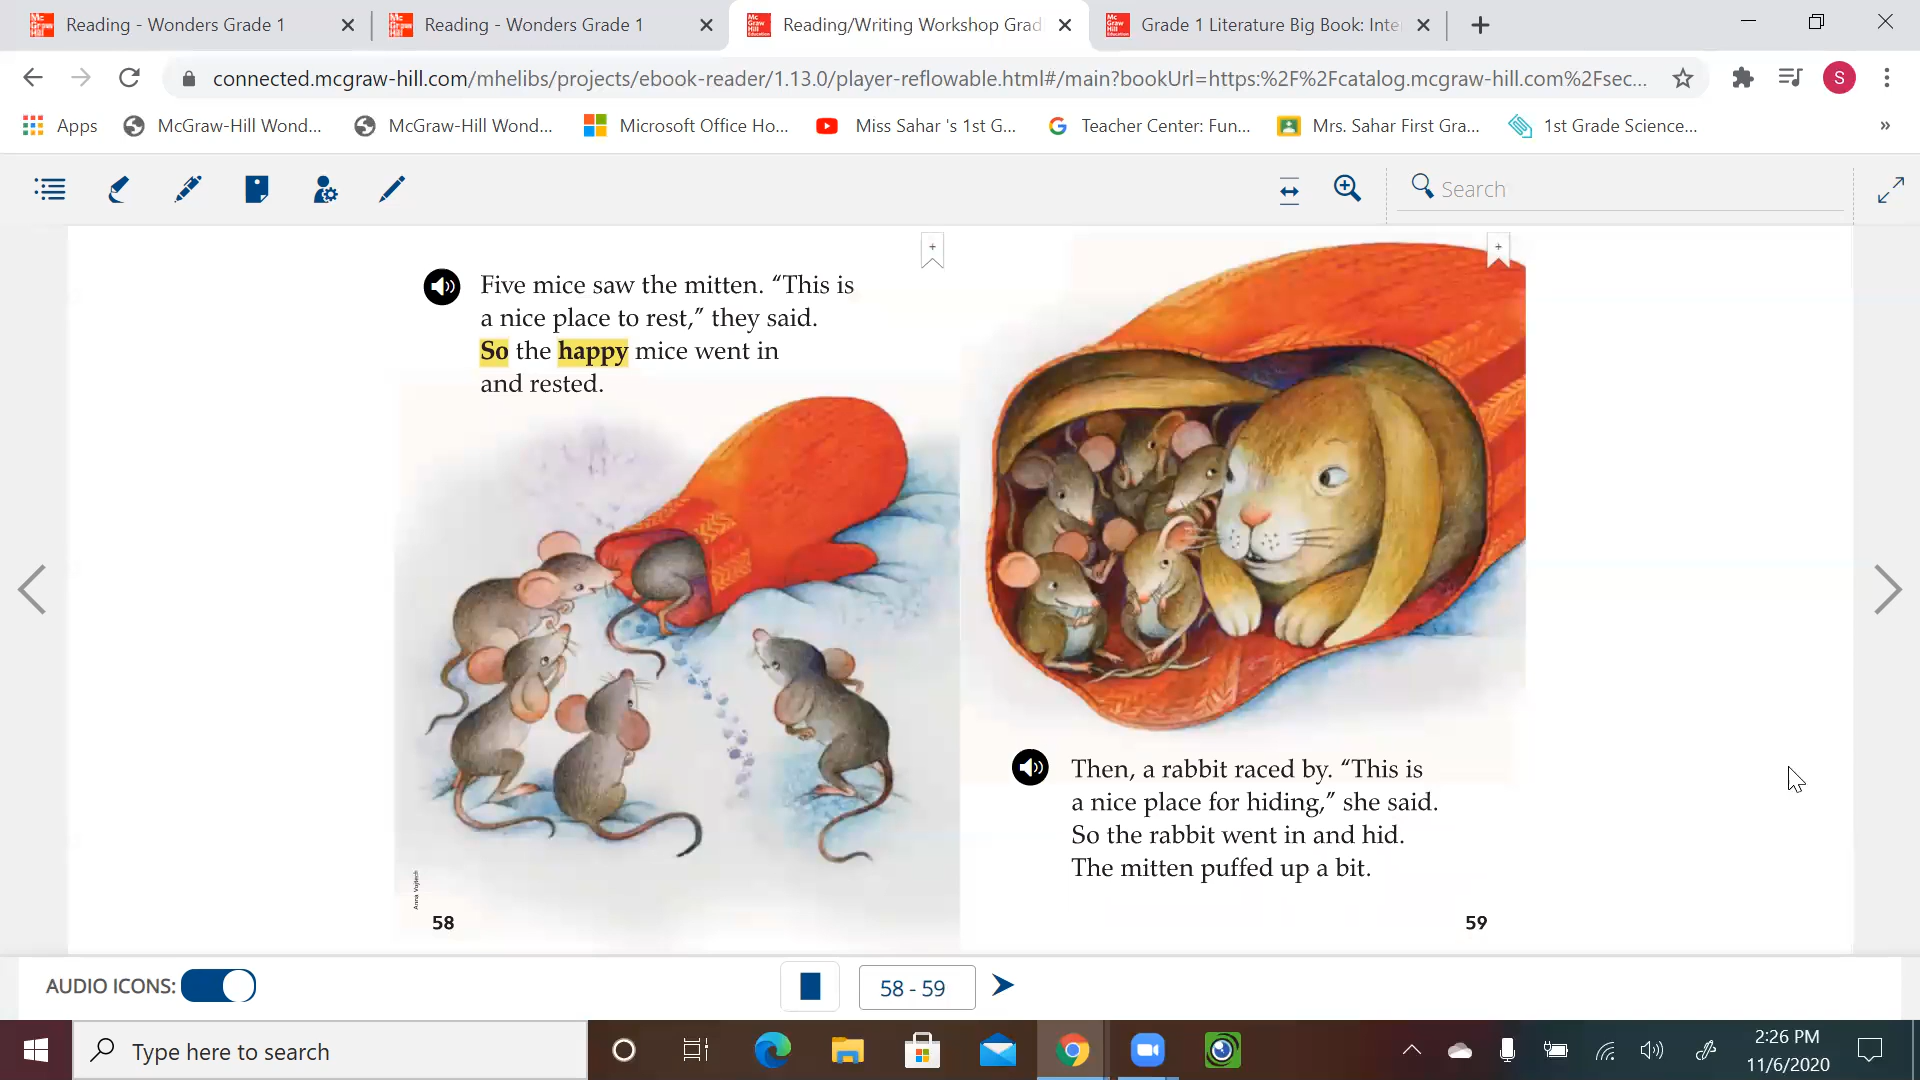 Reading - Wonders Grade 1
Reading - Wonders Grade 1
Reading/Writing Workshop Grad
Grade 1 Literature Big Book: Inte
connected.mcgraw-hill.com/mhelibs/projects/ebook-reader/1.13.0/player-reflowable.html#/main?bookUrl=https:%2F%2Fcatalog.mcgraw-hill.com%2Fsec...
S
Apps
McGraw-Hill Wond...
McGraw-Hill Wond...
Microsoft Office Ho...
Miss Sahar 's 1st G...
Teacher Center: Fun...
Mrs. Sahar First Gra...
1st Grade Science...
»
Search
Five mice saw the mitten. “This is
a nice place to rest,” they said.
So the happy mice went in
and rested.
Anna Vojtech
58
Then, a rabbit raced by. “This is
a nice place for hiding,” she said.
So the rabbit went in and hid.
The mitten puffed up a bit.
59
AUDIO ICONS:
58 - 59
Type here to search
2:26 PM
11/6/2020